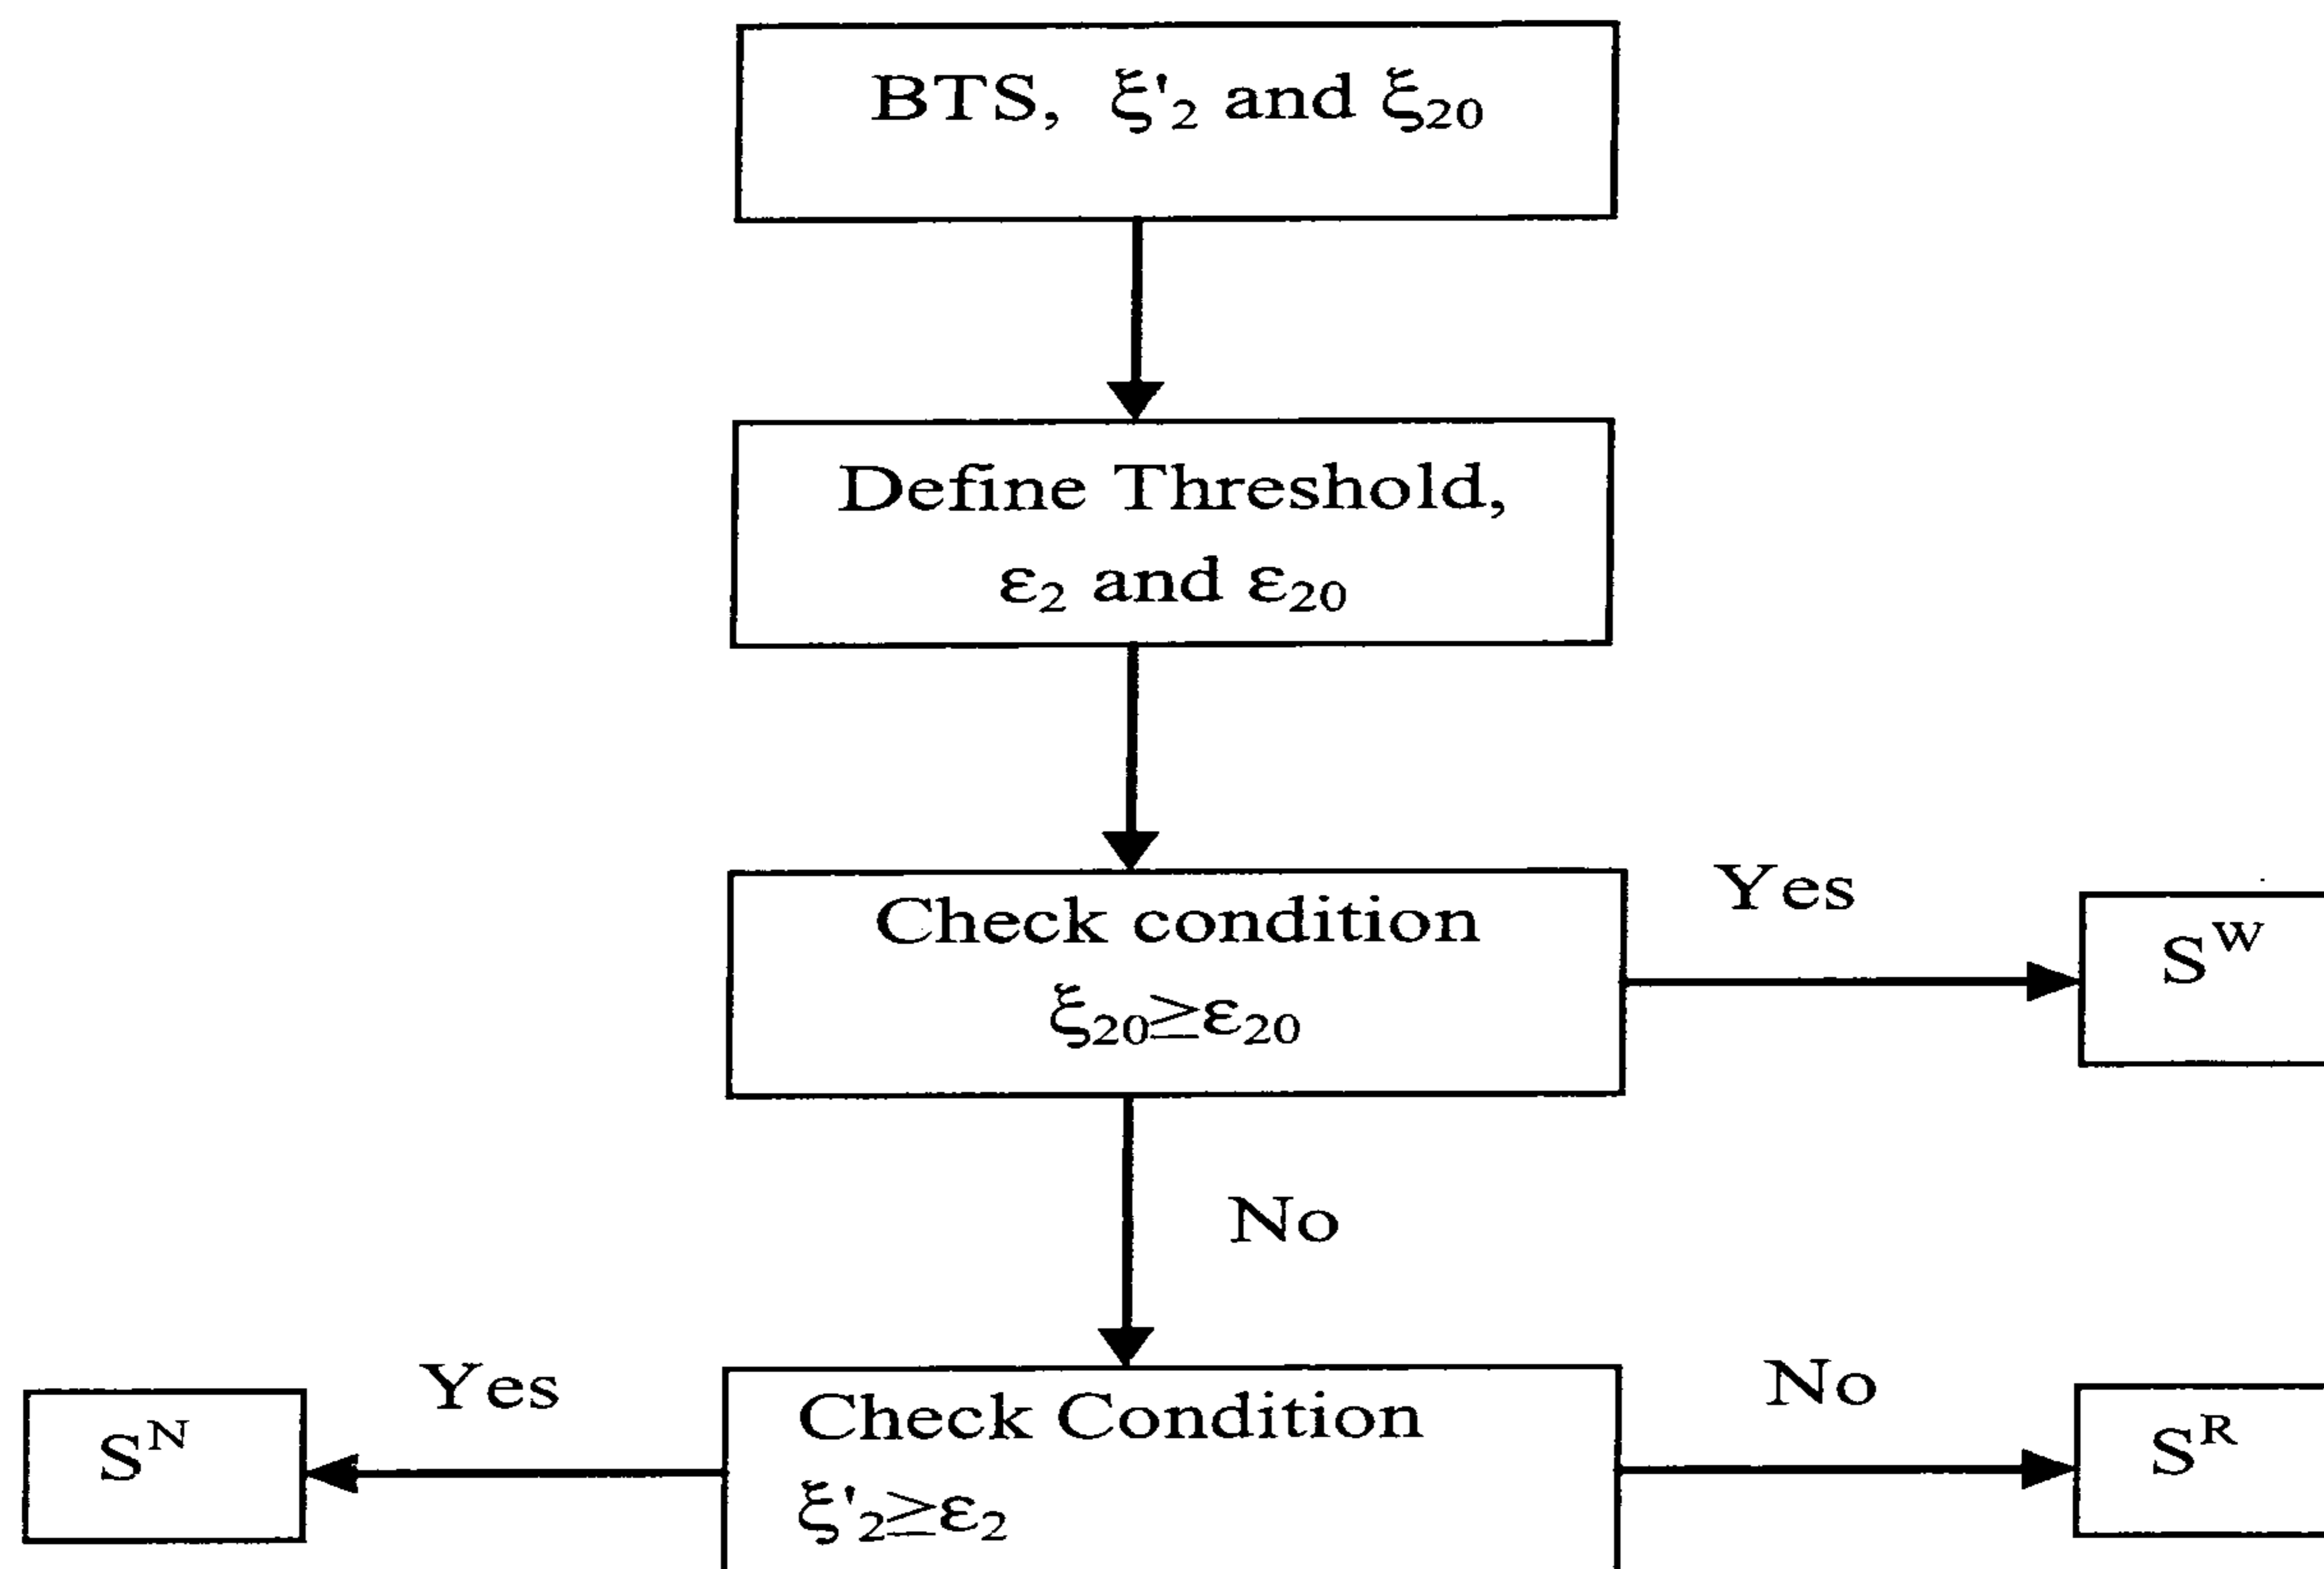 BTS, ξ'₂ and ξ₂₀
Define Threshold,
ε₂ and ε₂₀
Check condition
ξ₂₀≥ε₂₀
Yes
Sᵂ
No
Yes
Sᴺ
Check Condition
ξ'₂≥ε₂
No
Sᴿ